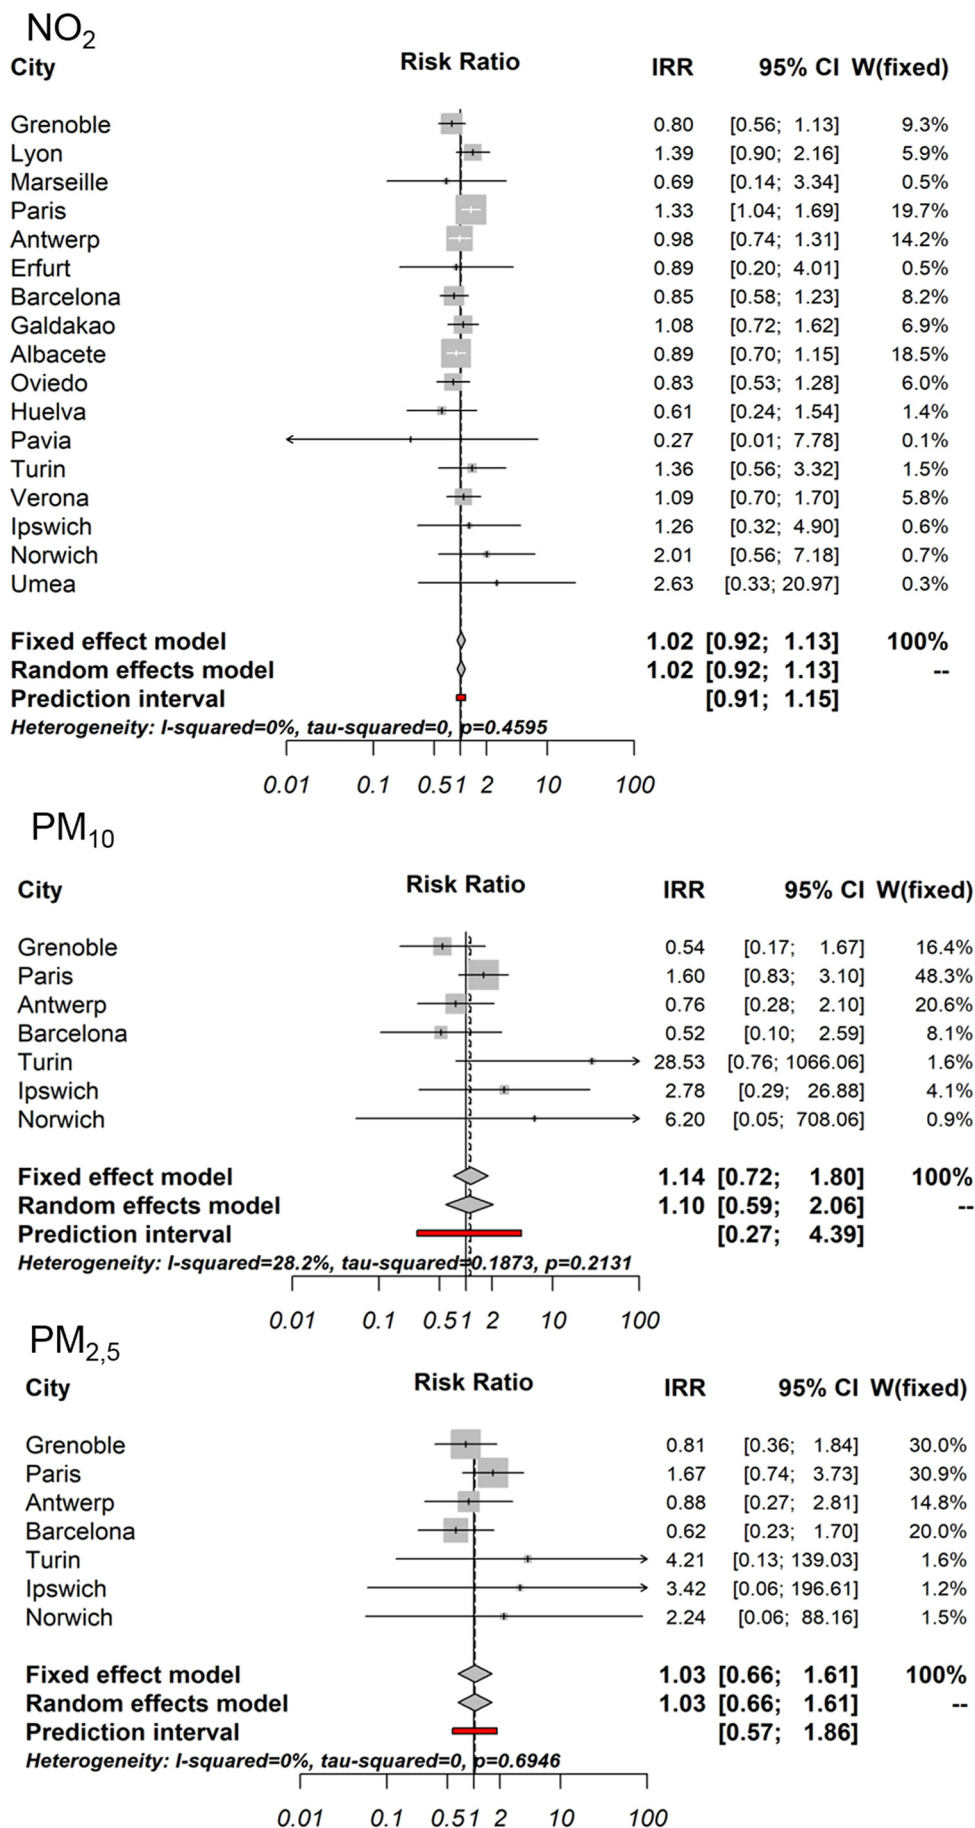 NO2
City Risk Ratio IRR 95% CI W(fixed)
Grenoble 0.80 [0.56; 1.13] 9.3%
Lyon 1.39 [0.90; 2.16] 5.9%
Marseille 0.69 [0.14; 3.34] 0.5%
Paris 1.33 [1.04; 1.69] 19.7%
Antwerp 0.98 [0.74; 1.31] 14.2%
Erfurt 0.89 [0.20; 4.01] 0.5%
Barcelona 0.85 [0.58; 1.23] 8.2%
Galdakao 1.08 [0.72; 1.62] 6.9%
Albacete 0.89 [0.70; 1.15] 18.5%
Oviedo 0.83 [0.53; 1.28] 6.0%
Huelva 0.61 [0.24; 1.54] 1.4%
Pavia 0.27 [0.01; 7.78] 0.1%
Turin 1.36 [0.56; 3.32] 1.5%
Verona 1.09 [0.70; 1.70] 5.8%
Ipswich 1.26 [0.32; 4.90] 0.6%
Norwich 2.01 [0.56; 7.18] 0.7%
Umea 2.63 [0.33; 20.97] 0.3%
Fixed effect model 1.02 [0.92; 1.13] 100%
Random effects model 1.02 [0.92; 1.13] --
Prediction interval [0.91; 1.15]
Heterogeneity: I-squared=0%, tau-squared=0, p=0.4595
0.01 0.1 0.5 1 2 10 100
PM10
City Risk Ratio IRR 95% CI W(fixed)
Grenoble 0.54 [0.17; 1.67] 16.4%
Paris 1.60 [0.83; 3.10] 48.3%
Antwerp 0.76 [0.28; 2.10] 20.6%
Barcelona 0.52 [0.10; 2.59] 8.1%
Turin 28.53 [0.76; 1066.06] 1.6%
Ipswich 2.78 [0.29; 26.88] 4.1%
Norwich 6.20 [0.05; 708.06] 0.9%
Fixed effect model 1.14 [0.72; 1.80] 100%
Random effects model 1.10 [0.59; 2.06] --
Prediction interval [0.27; 4.39]
Heterogeneity: I-squared=28.2%, tau-squared=0.1873, p=0.2131
0.01 0.1 0.5 1 2 10 100
PM2,5
City Risk Ratio IRR 95% CI W(fixed)
Grenoble 0.81 [0.36; 1.84] 30.0%
Paris 1.67 [0.74; 3.73] 30.9%
Antwerp 0.88 [0.27; 2.81] 14.8%
Barcelona 0.62 [0.23; 1.70] 20.0%
Turin 4.21 [0.13; 139.03] 1.6%
Ipswich 3.42 [0.06; 196.61] 1.2%
Norwich 2.24 [0.06; 88.16] 1.5%
Fixed effect model 1.03 [0.66; 1.61] 100%
Random effects model 1.03 [0.66; 1.61] --
Prediction interval [0.57; 1.86]
Heterogeneity: I-squared=0%, tau-squared=0, p=0.6946
0.01 0.1 0.5 1 2 10 100